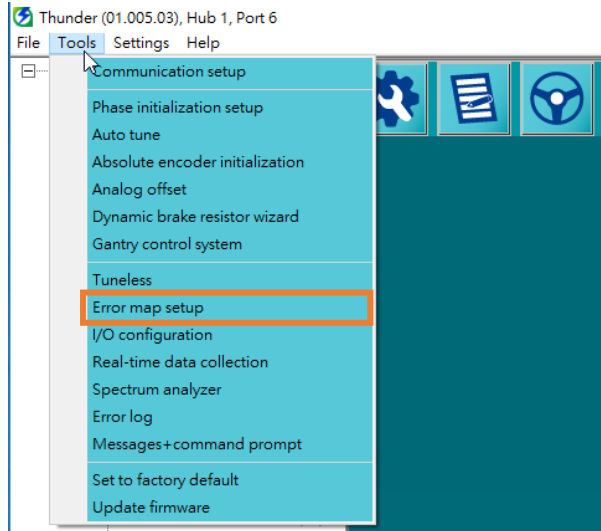 Thunder (01.005.03), Hub 1, Port 6
File Tools Settings Help
Communication setup
Phase initialization setup
Auto tune
Absolute encoder initialization
Analog offset
Dynamic brake resistor wizard
Gantry control system
Tuneless
Error map setup
I/O configuration
Real-time data collection
Spectrum analyzer
Error log
Messages+command prompt
Set to factory default
Update firmware